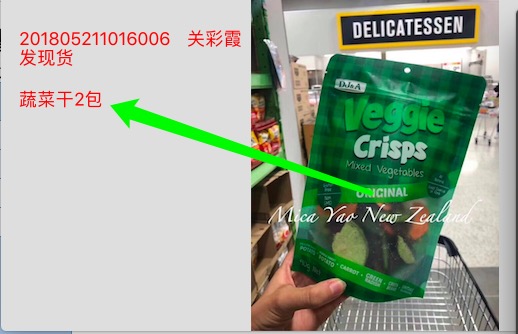 201805211016006 关彩霞
发现货
蔬菜干2包
DELICATESSEN
DJ&A
Veggie
Crisps
Mixed Vegetables
ORIGINAL
Mica Yao New Zealand
POTATO
CARROT
GREEN